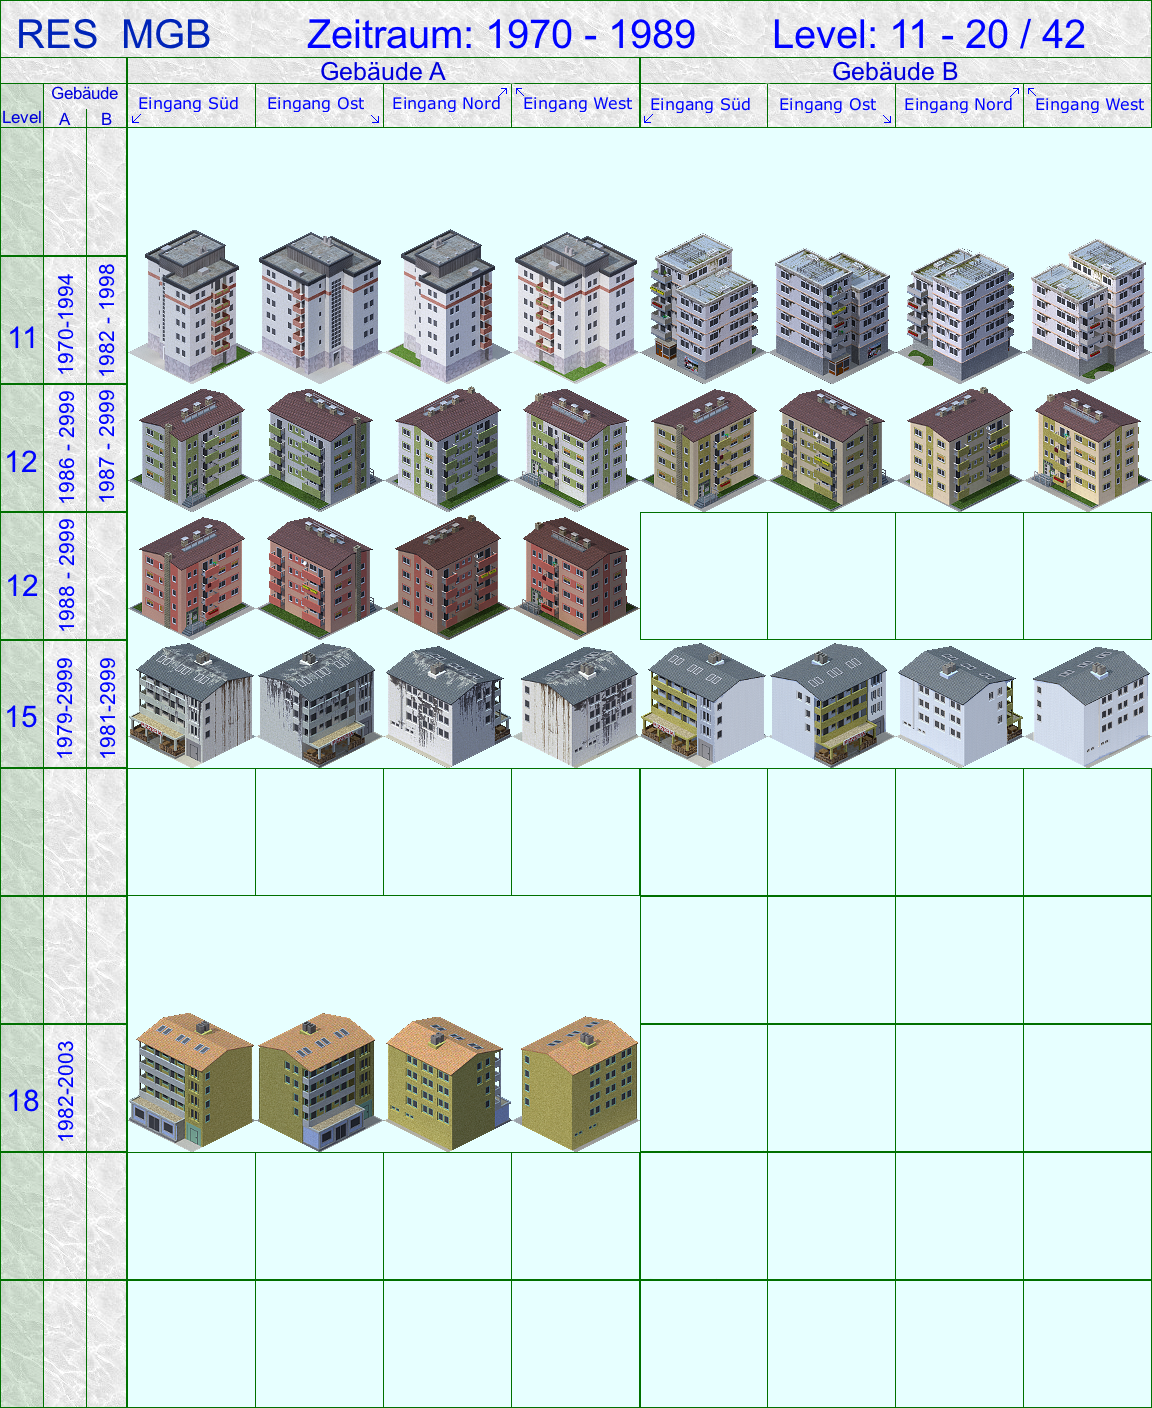 RES MGB Zeitraum: 1970 - 1989 Level: 11 - 20 / 42
Gebäude A Gebäude B
Level Gebäude A B
Eingang Süd Eingang Ost Eingang Nord Eingang West Eingang Süd Eingang Ost Eingang Nord Eingang West
11 1970-1994 1982 - 1998
12 1986 - 2999 1987 - 2999
12 1988 - 2999
15 1979-2999 1981-2999
18 1982-2003